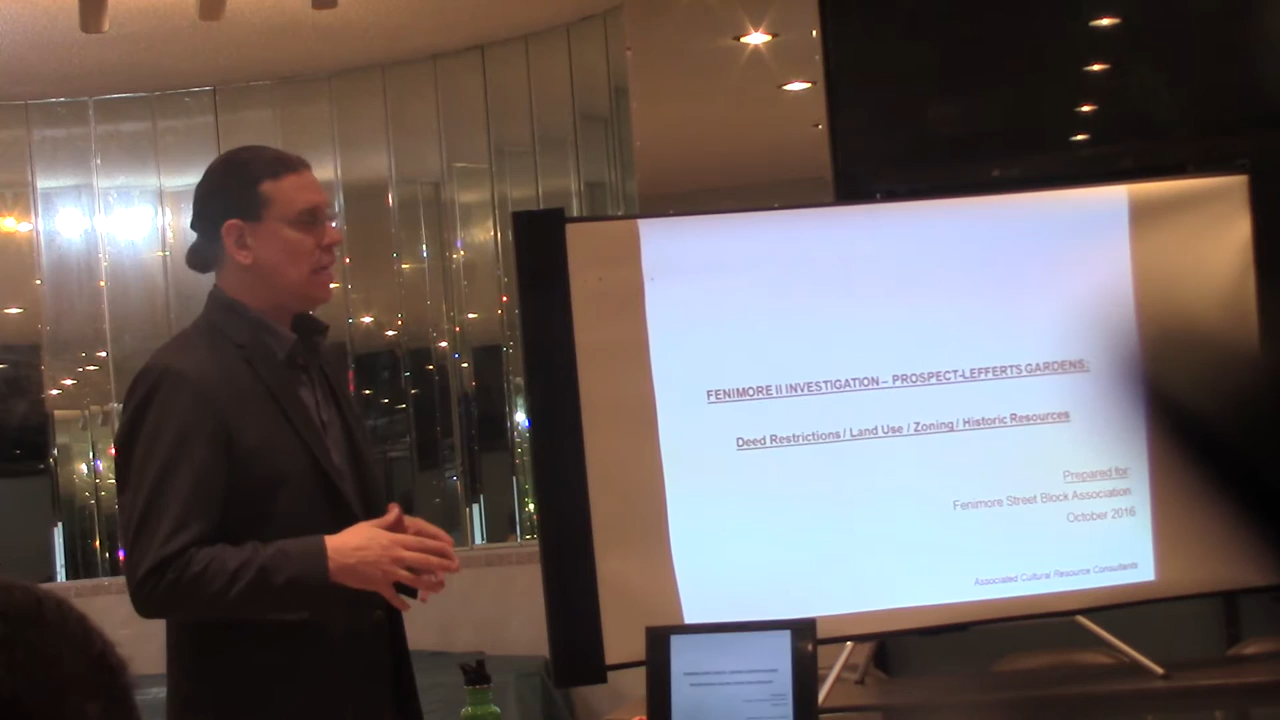 FENIMORE II INVESTIGATION – PROSPECT-LEFFERTS GARDENS:
Deed Restrictions / Land Use / Zoning / Historic Resources
Prepared for:
Fenimore Street Block Association
October 2016
Associated Cultural Resource Consultants